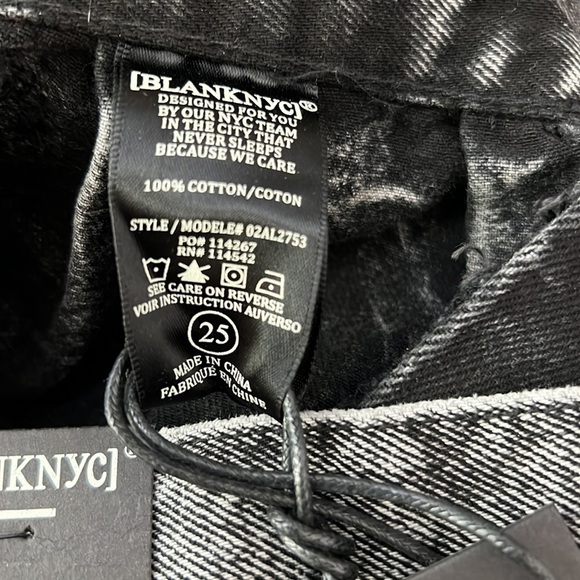 [BLANKNYC]®
DESIGNED FOR YOU
BY OUR NYC TEAM
IN THE CITY THAT
NEVER SLEEPS
BECAUSE WE CARE
100% COTTON/COTON
STYLE / MODELE# 02AL2753
PO# 114267
RN# 114542
SEE CARE ON REVERSE
VOIR INSTRUCTION AUVERSO
25
MADE IN CHINA
FABRIQUÉ EN CHINE
NKNYC]®